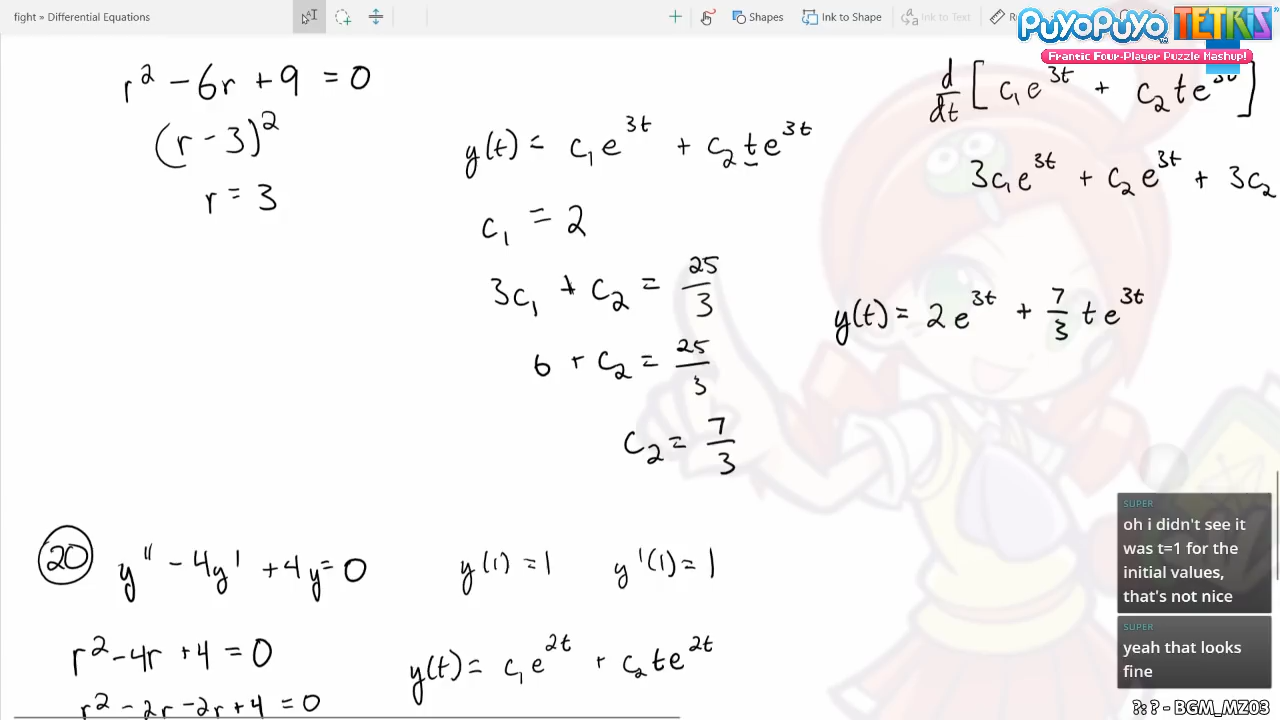 fight » Differential Equations
Shapes
Ink to Shape
Ink to Text
PuyoPuyo TETRIS
Frantic Four-Player Puzzle Mashup!
r² - 6r + 9 = 0
(r - 3)²
r = 3
y(t) = c₁e^{3t} + c₂te^{3t}
c₁ = 2
3c₁ + c₂ = 25/3
6 + c₂ = 25/3
c₂ = 7/3
d/dt [c₁e^{3t} + c₂te^{3t}]
3c₁e^{3t} + c₂e^{3t} + 3c₂
y(t) = 2e^{3t} + 7/3 te^{3t}
20 y'' - 4y' + 4y = 0 y(1) = 1 y'(1) = 1
r² - 4r + 4 = 0
r² - 2r - 2r + 4 = 0
y(t) = c₁e^{2t} + c₂te^{2t}
SUPER
oh i didn't see it
was t=1 for the
initial values,
that's not nice
SUPER
yeah that looks
fine
?: ? - BGM_MZ03